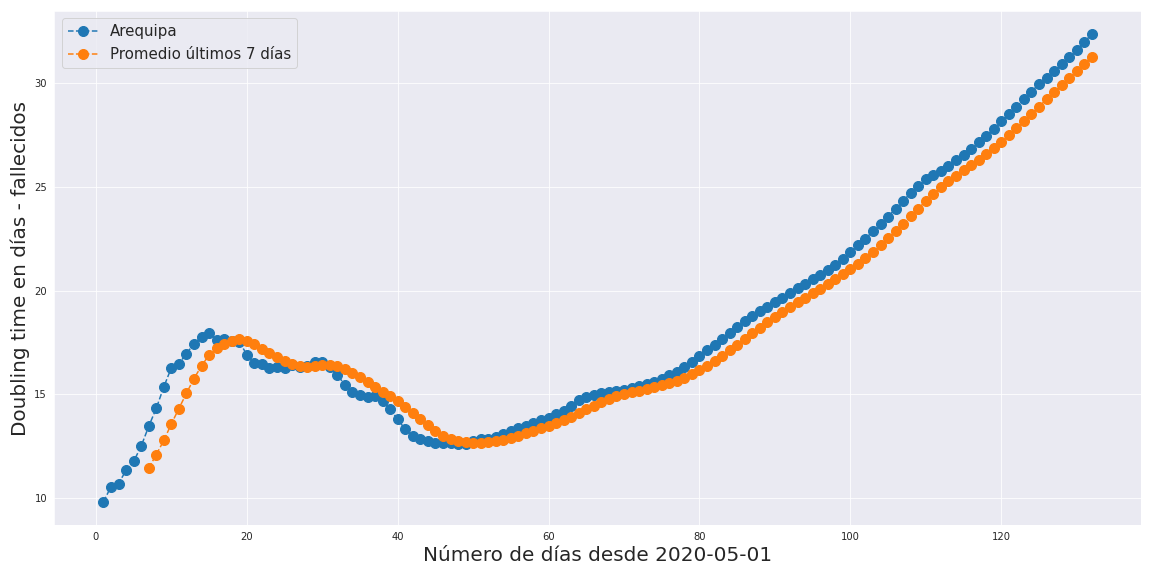 Arequipa
Promedio últimos 7 días
Doubling time en días - fallecidos
30
25
20
15
10
0 20 40 60 80 100 120
Número de días desde 2020-05-01